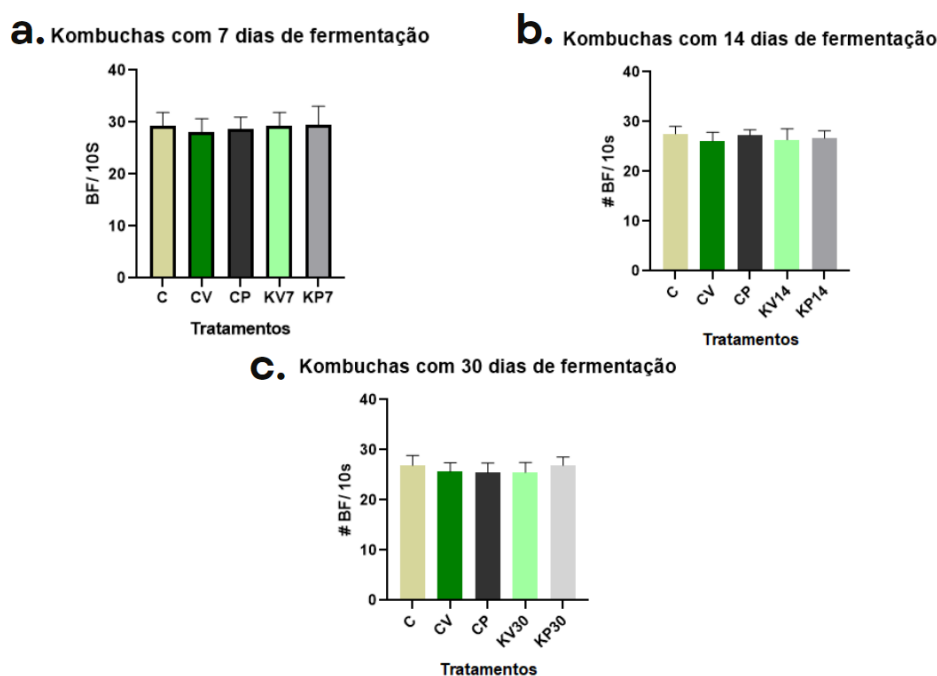 a. Kombuchas com 7 dias de fermentação
BF/ 10S
40
30
20
10
0
C CV CP KV7 KP7
Tratamentos
b. Kombuchas com 14 dias de fermentação
# BF/ 10s
40
30
20
10
0
C CV CP KV14 KP14
Tratamentos
c. Kombuchas com 30 dias de fermentação
# BF/ 10s
40
30
20
10
0
C CV CP KV30 KP30
Tratamentos